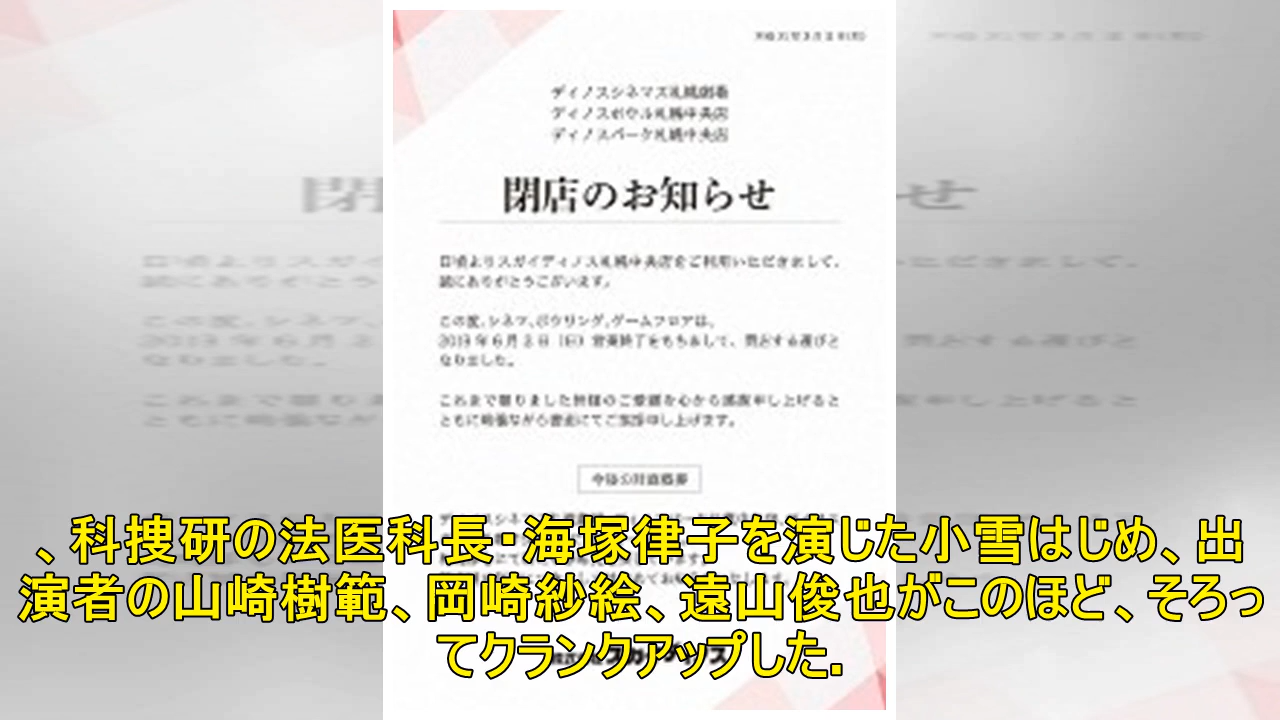 ディノスシネマズ札幌劇場
ディノスボウル札幌中央店
ディノスパーク札幌中央店
閉店のお知らせ
日頃よりスガイディノス札幌中央店をご利用いただきまして、
誠にありがとうございます。
この度、シネマ、ボウリング、ゲームフロアは、
2019年6月2日（日）営業終了をもちまして、閉店する運びと
なりました。
これまで賜りました皆様のご愛顧を心から感謝申し上げると
ともに略儀ながら書面にてご挨拶申し上げます。
、科捜研の法医科長・海塚律子を演じた小雪はじめ、出
演者の山崎樹範、岡崎紗絵、遠山俊也がこのほど、そろっ
てクランクアップした.